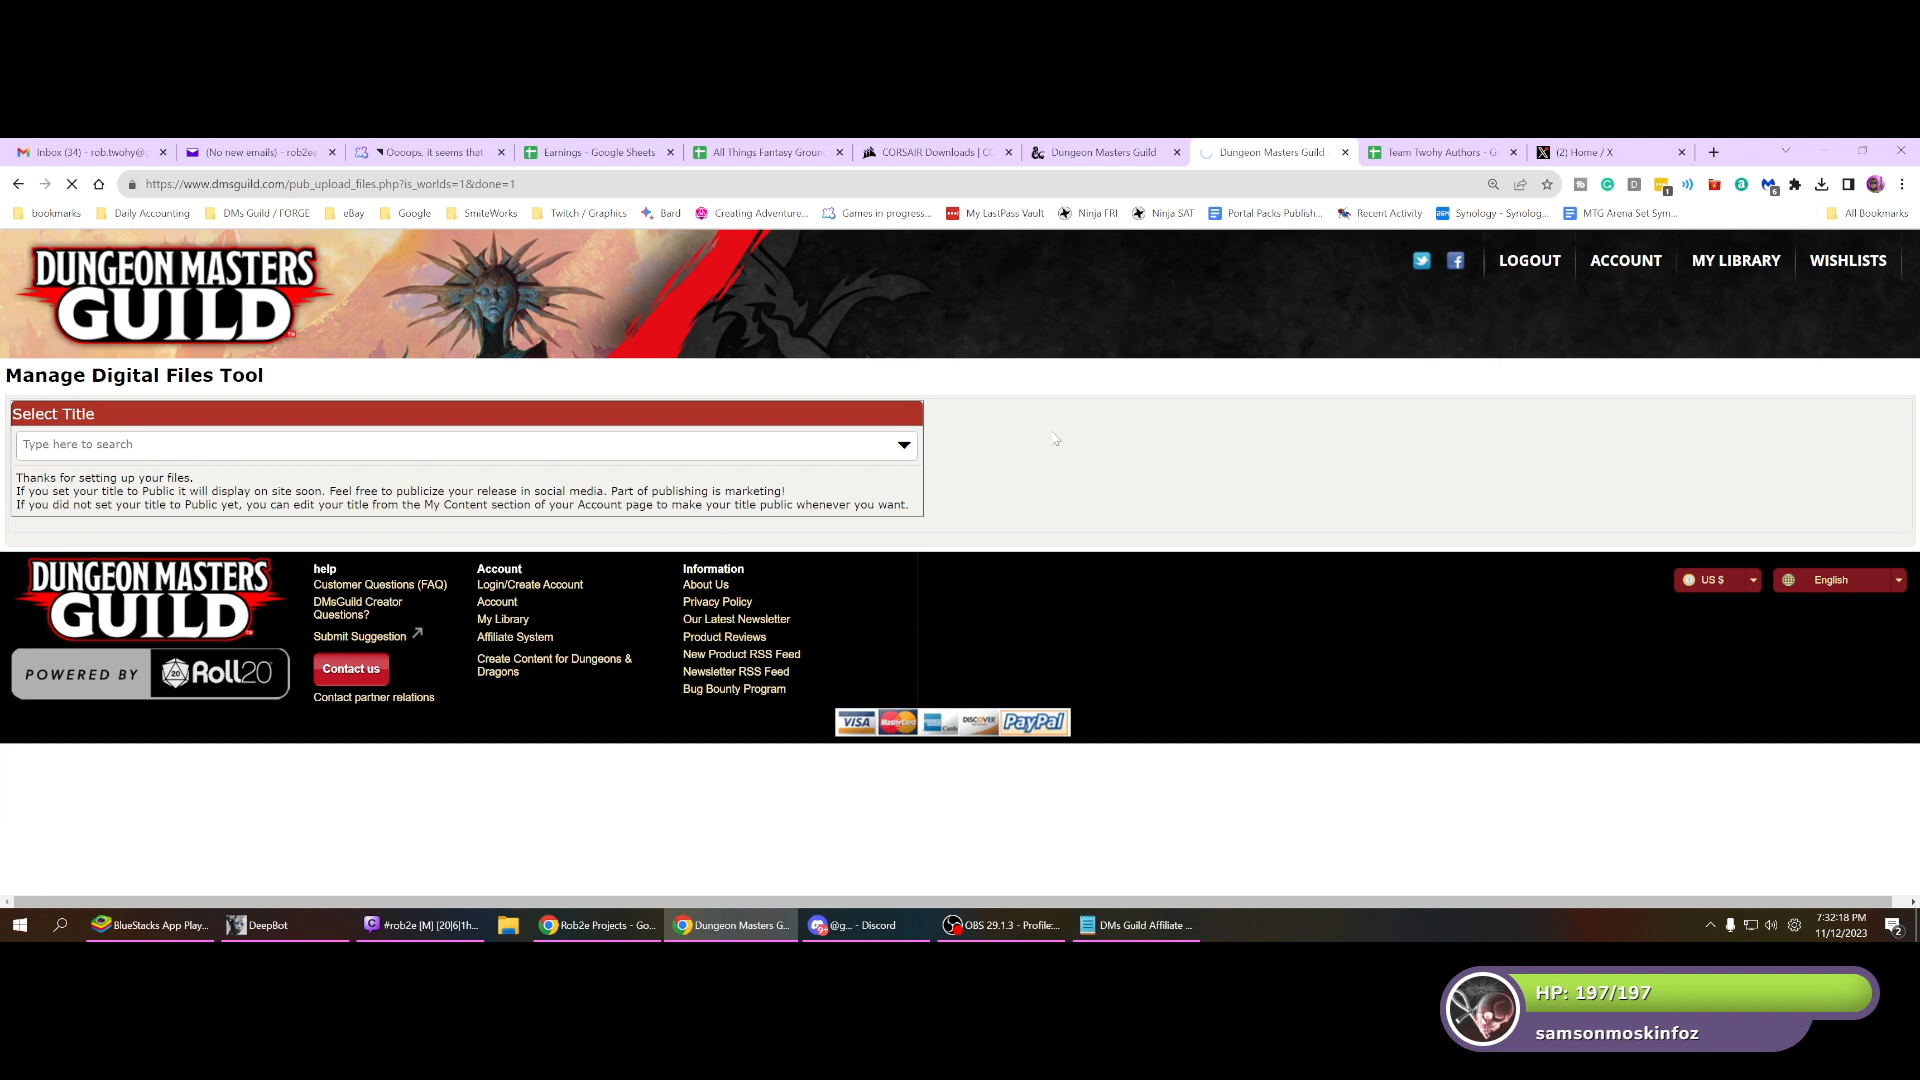 Inbox (34) - rob.twohy@g
(No new emails) - rob2ee
Oooops, it seems that
Earnings - Google Sheets
All Things Fantasy Groun
CORSAIR Downloads | CO
Dungeon Masters Guild
Dungeon Masters Guild -
Team Twohy Authors - G
(2) Home / X
https://www.dmsguild.com/pub_upload_files.php?is_worlds=1&done=1
bookmarks
Daily Accounting
DMs Guild / FORGE
eBay
Google
SmiteWorks
Twitch / Graphics
Bard
Creating Adventure...
Games in progress...
My LastPass Vault
Ninja FRI
Ninja SAT
Portal Packs Publish...
Recent Activity
Synology - Synolog...
MTG Arena Set Sym...
All Bookmarks
DUNGEON MASTERS
GUILD
LOGOUT
ACCOUNT
MY LIBRARY
WISHLISTS
Manage Digital Files Tool
Select Title
Type here to search
Thanks for setting up your files.
If you set your title to Public it will display on site soon. Feel free to publicize your release in social media. Part of publishing is marketing!
If you did not set your title to Public yet, you can edit your title from the My Content section of your Account page to make your title public whenever you want.
DUNGEON MASTERS
GUILD
POWERED BY Roll20
help
Customer Questions (FAQ)
DMsGuild Creator
Questions?
Submit Suggestion
Contact us
Contact partner relations
Account
Login/Create Account
Account
My Library
Affiliate System
Create Content for Dungeons &
Dragons
Information
About Us
Privacy Policy
Our Latest Newsletter
Product Reviews
New Product RSS Feed
Newsletter RSS Feed
Bug Bounty Program
US $
English
VISA MasterCard DISCOVER PayPal
BlueStacks App Play...
DeepBot
#rob2e [M] [20|6|1h...
Rob2e Projects - Go...
Dungeon Masters G...
@g... - Discord
OBS 29.1.3 - Profile:...
DMs Guild Affiliate ...
7:32:18 PM
11/12/2023
2
HP: 197/197
samsonmoskinfoz